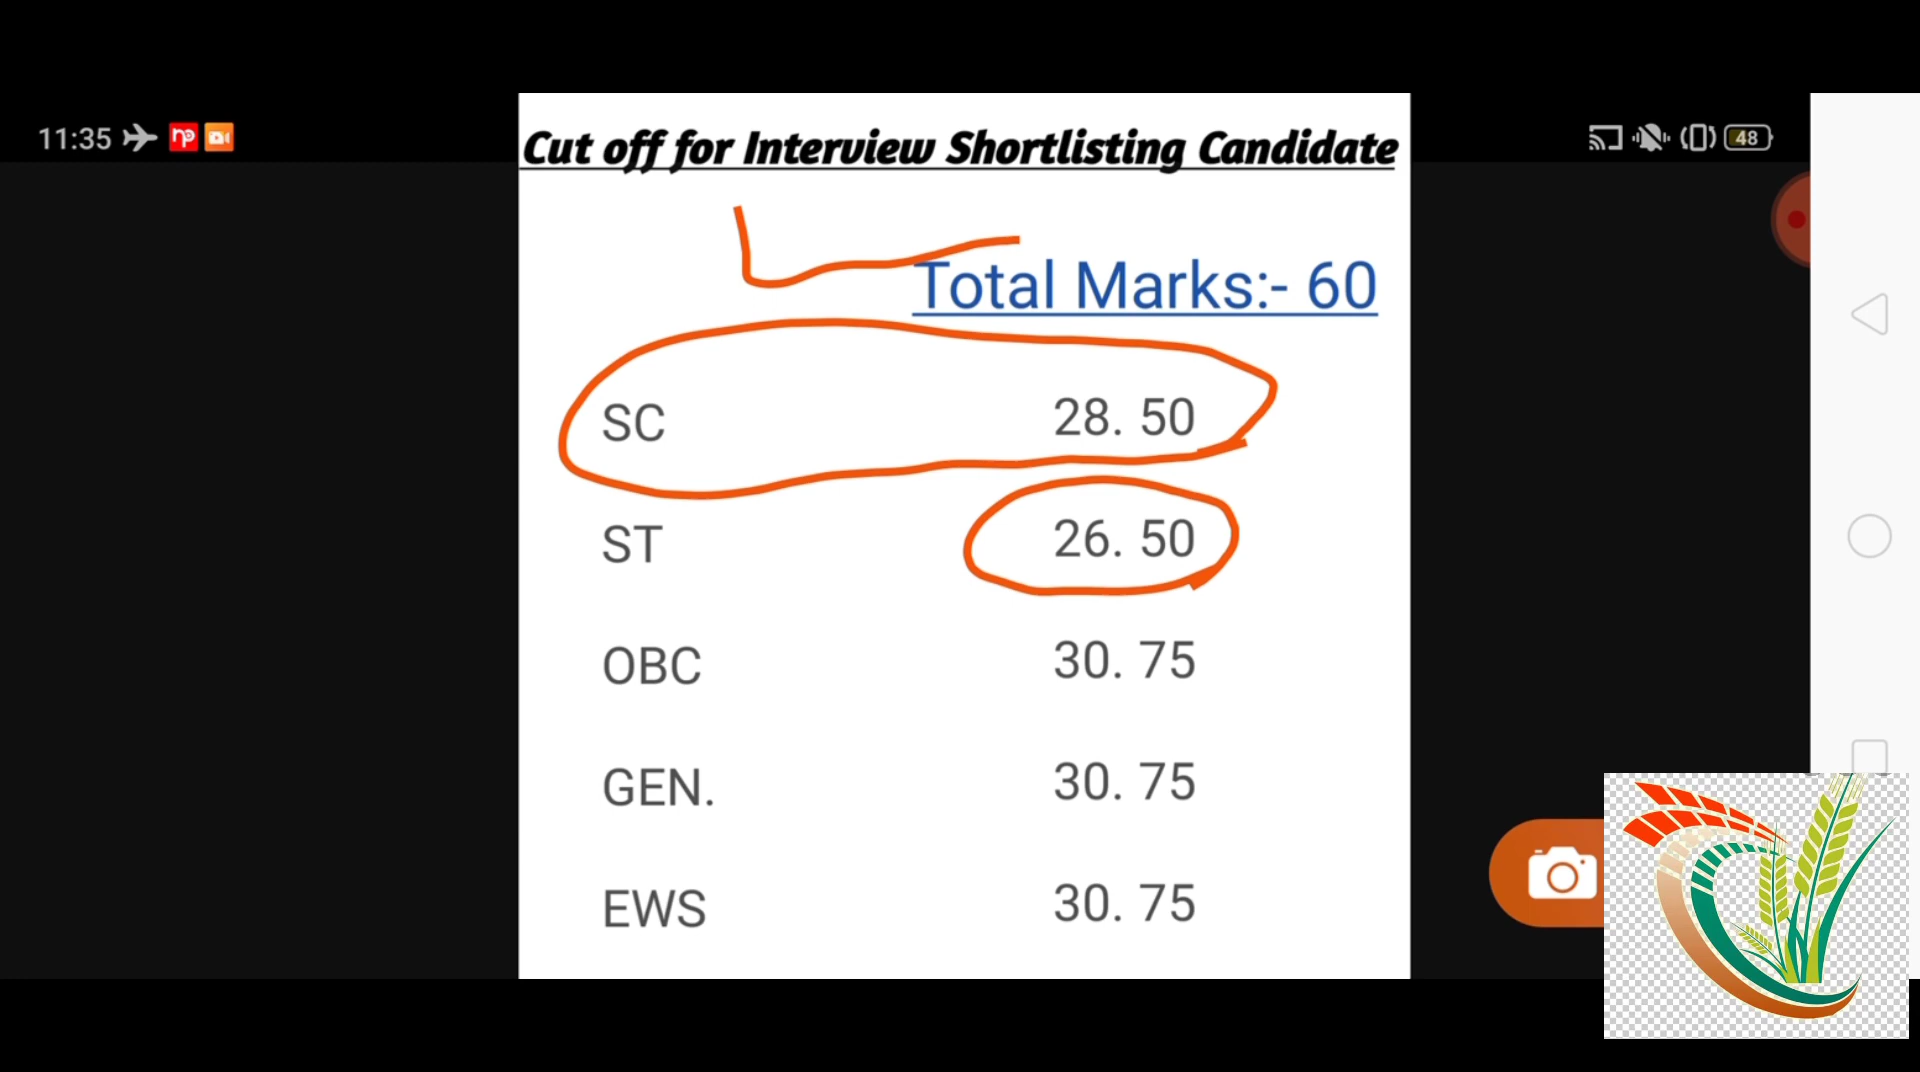 11:35
48
Cut off for Interview Shortlisting Candidate
Total Marks:- 60
SC 28. 50
ST 26. 50
OBC 30. 75
GEN. 30. 75
EWS 30. 75